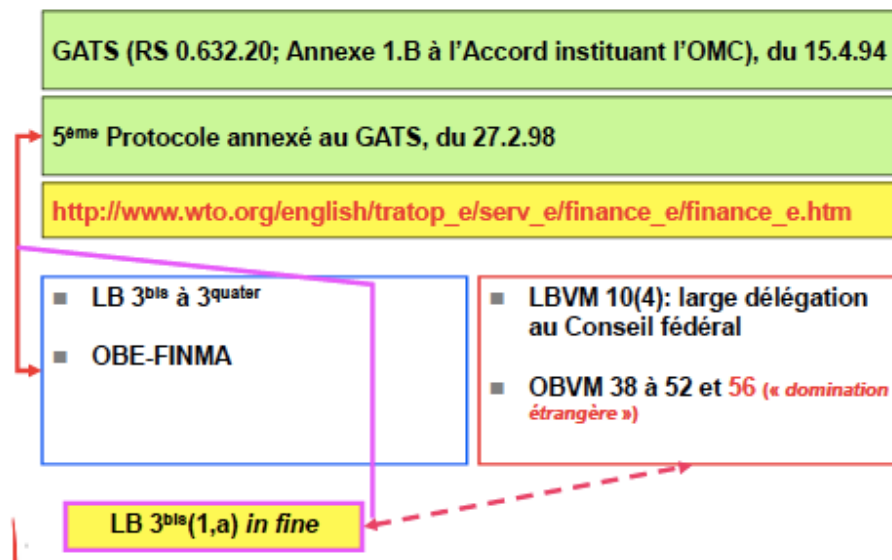 GATS (RS 0.632.20; Annexe 1.B à l'Accord instituant l'OMC), du 15.4.94
5ème Protocole annexé au GATS, du 27.2.98
http://www.wto.org/english/tratop_e/serv_e/finance_e/finance_e.htm
LB 3bis à 3quater
OBE-FINMA
LBVM 10(4): large délégation
au Conseil fédéral
OBVM 38 à 52 et 56 (« domination
étrangère »)
LB 3bis(1,a) in fine